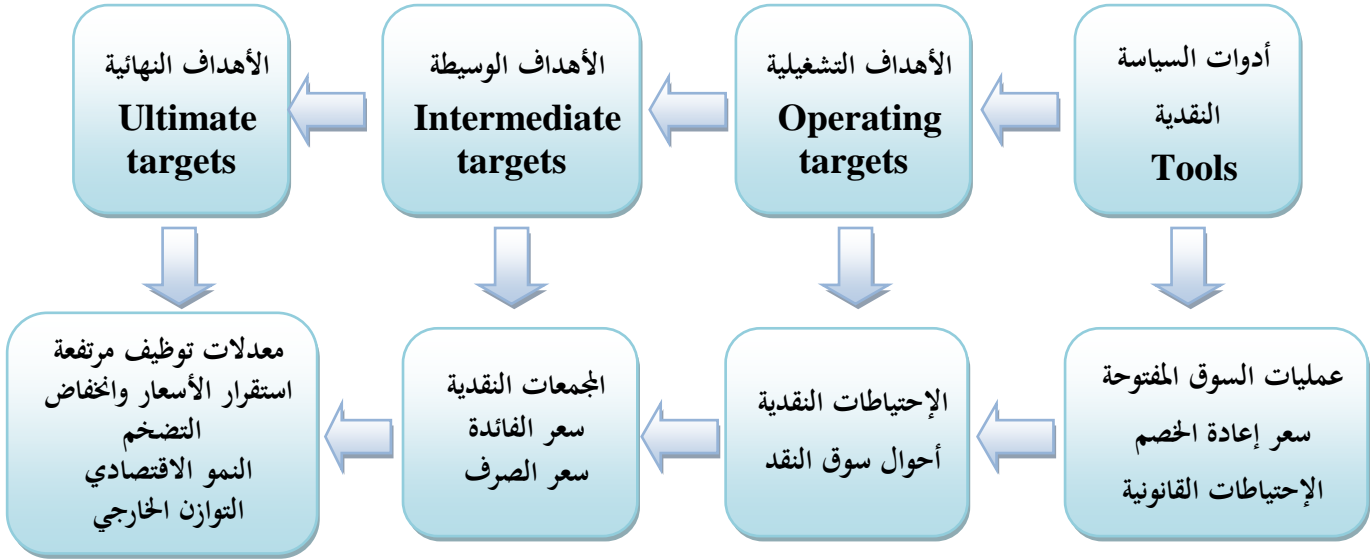 أدوات السياسة
النقدية
Tools
الأهداف التشغيلية
Operating
targets
الأهداف الوسيطة
Intermediate
targets
الأهداف النهائية
Ultimate
targets
عمليات السوق المفتوحة
سعر إعادة الخصم
الإحتياطات القانونية
الإحتياطات النقدية
أحوال سوق النقد
المجمعات النقدية
سعر الفائدة
سعر الصرف
معدلات توظيف مرتفعة
استقرار الأسعار وانخفاض
التضخم
النمو الاقتصادي
التوازن الخارجي